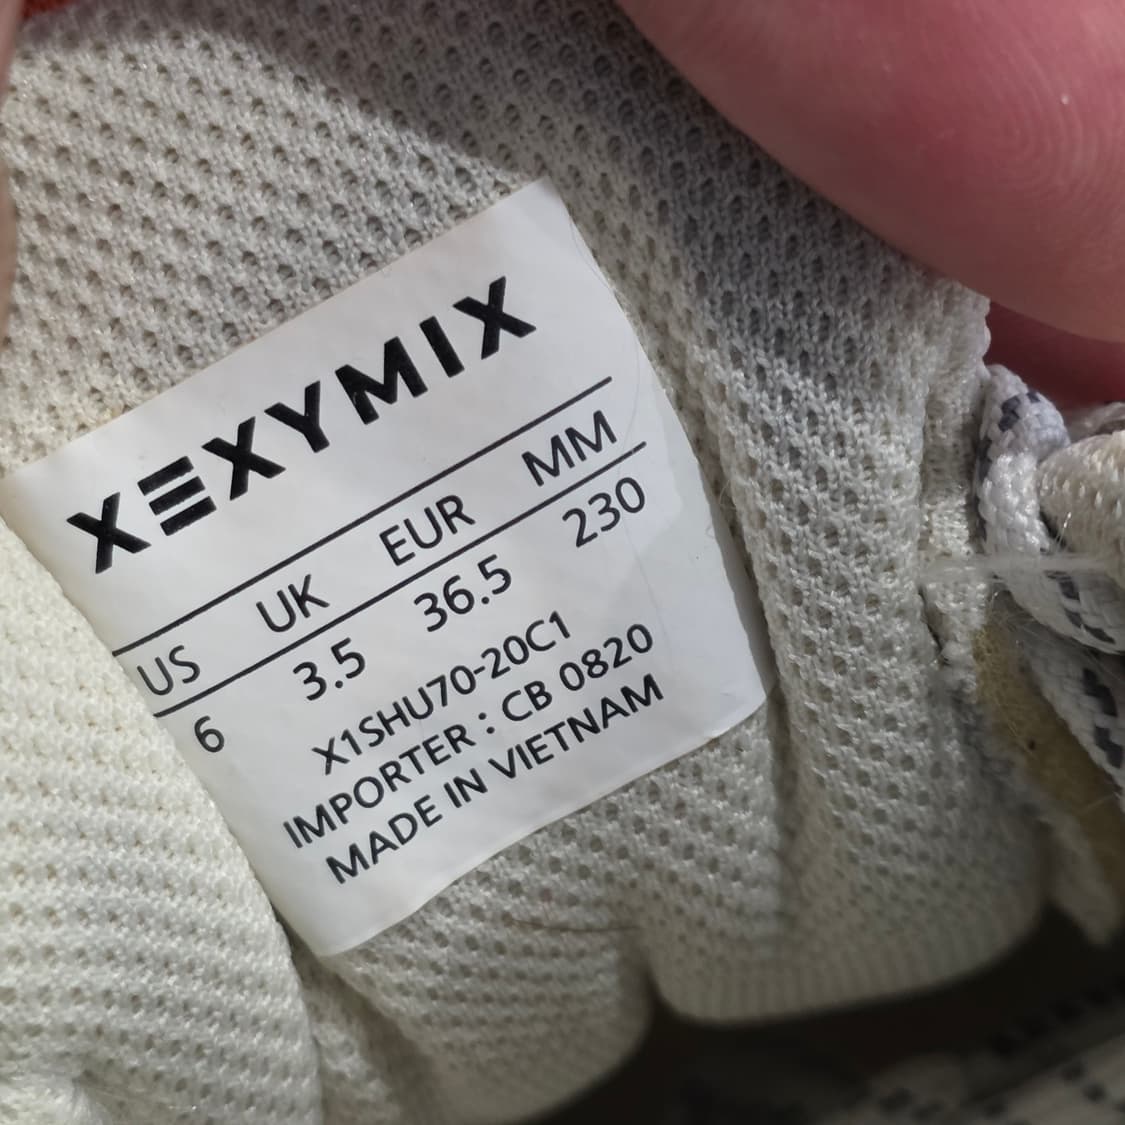 XEXYMIX
US UK EUR MM
6 3.5 36.5 230
X1SHU70-20C1
IMPORTER : CB 0820
MADE IN VIETNAM